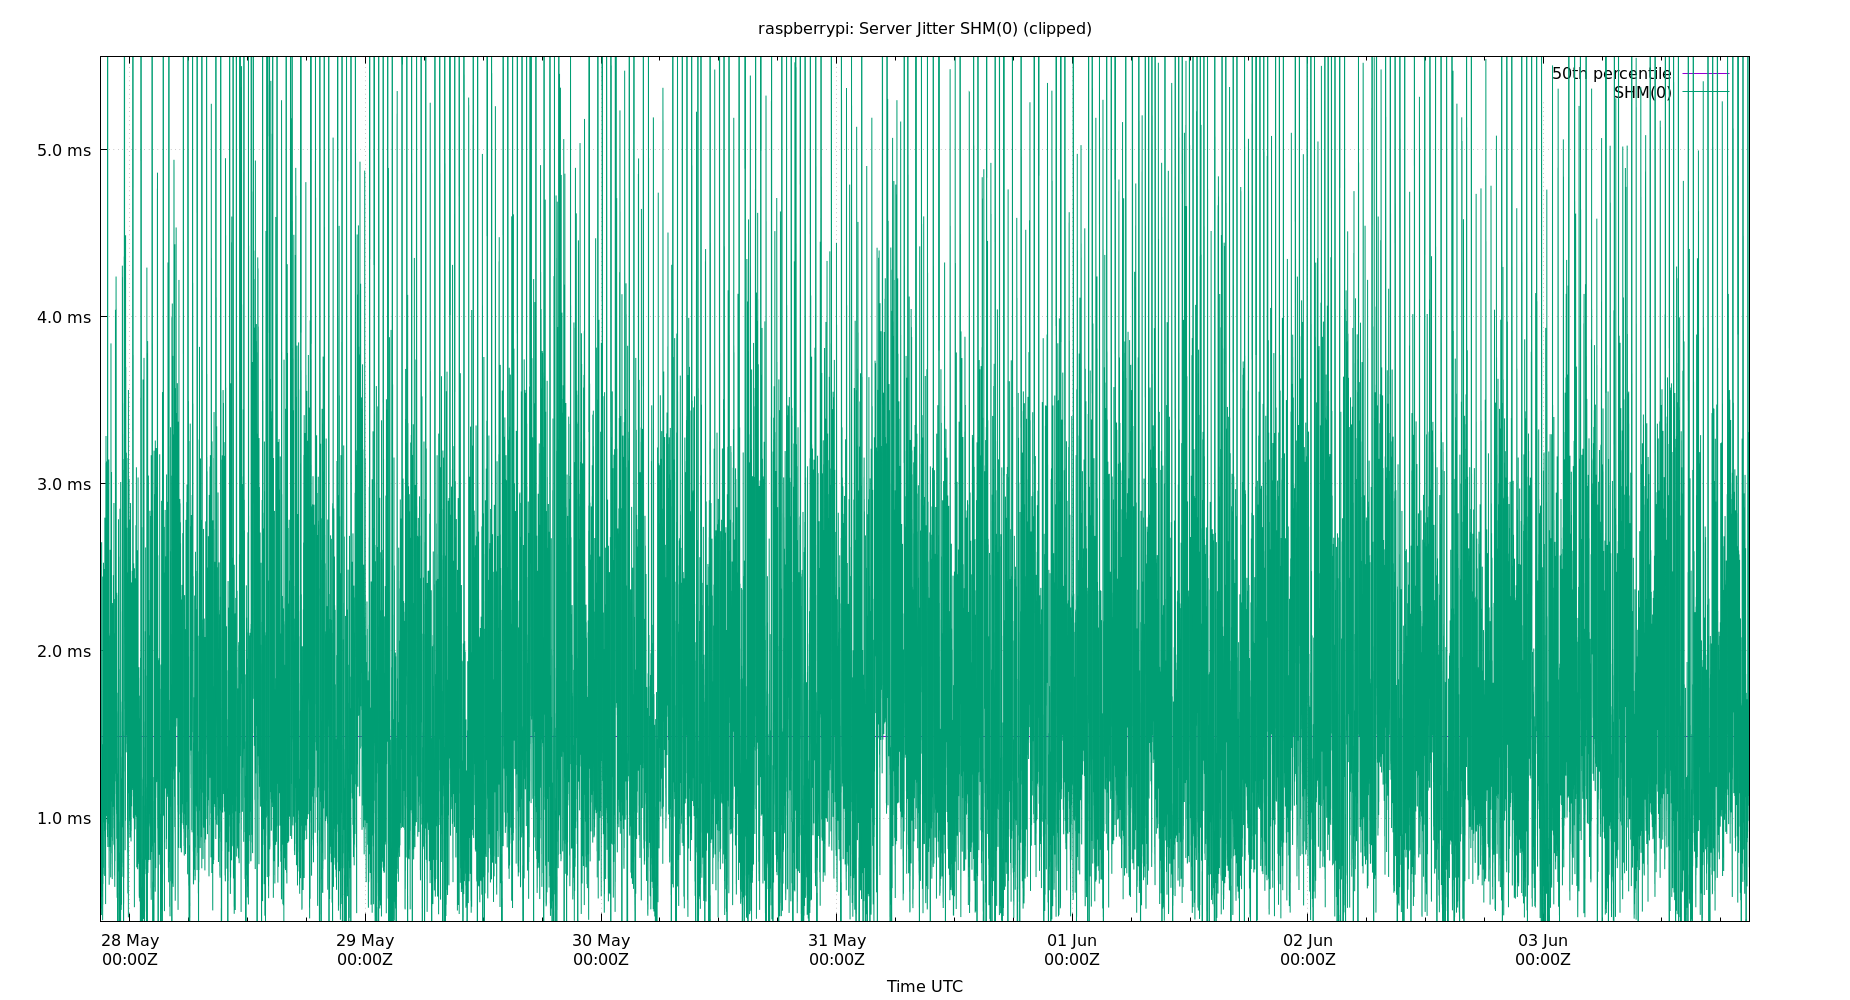 raspberrypi: Server Jitter SHM(0) (clipped)
50th percentile
SHM(0)
5.0 ms
4.0 ms
3.0 ms
2.0 ms
1.0 ms
28 May 29 May 30 May 31 May 01 Jun 02 Jun 03 Jun
00:00Z 00:00Z 00:00Z 00:00Z 00:00Z 00:00Z 00:00Z
Time UTC